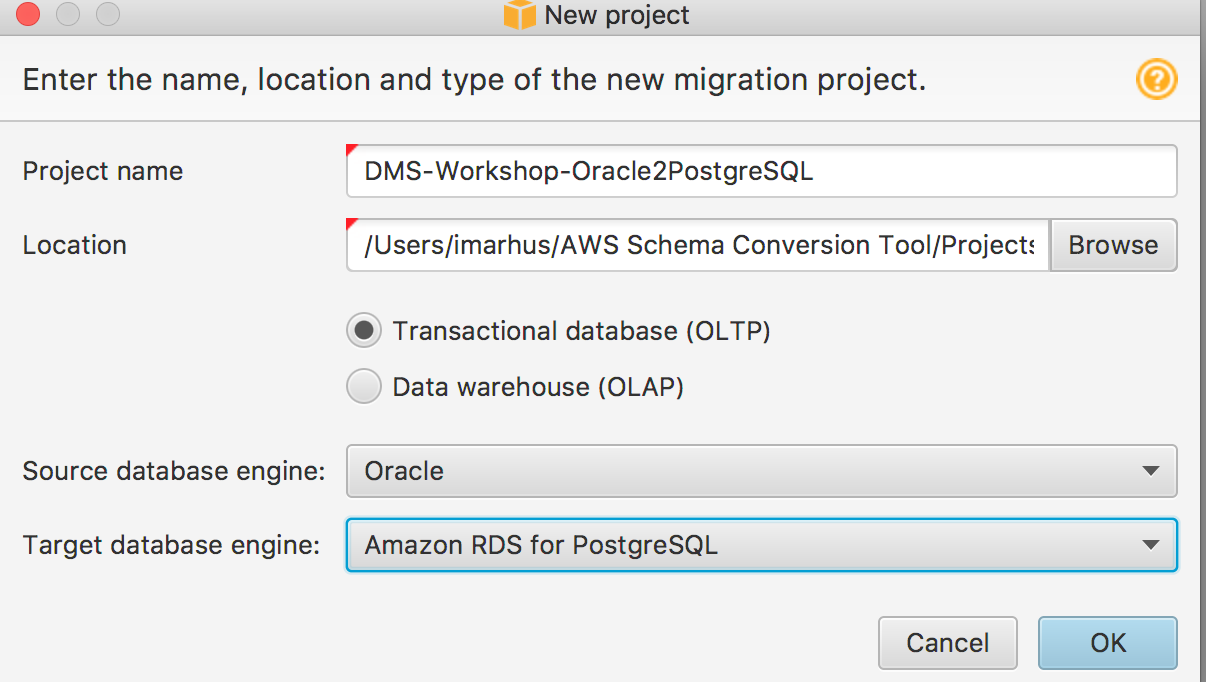 New project
Enter the name, location and type of the new migration project.
Project name
DMS-Workshop-Oracle2PostgreSQL
Location
/Users/imarhus/AWS Schema Conversion Tool/Projects
Browse
Transactional database (OLTP)
Data warehouse (OLAP)
Source database engine:
Oracle
Target database engine:
Amazon RDS for PostgreSQL
Cancel
OK